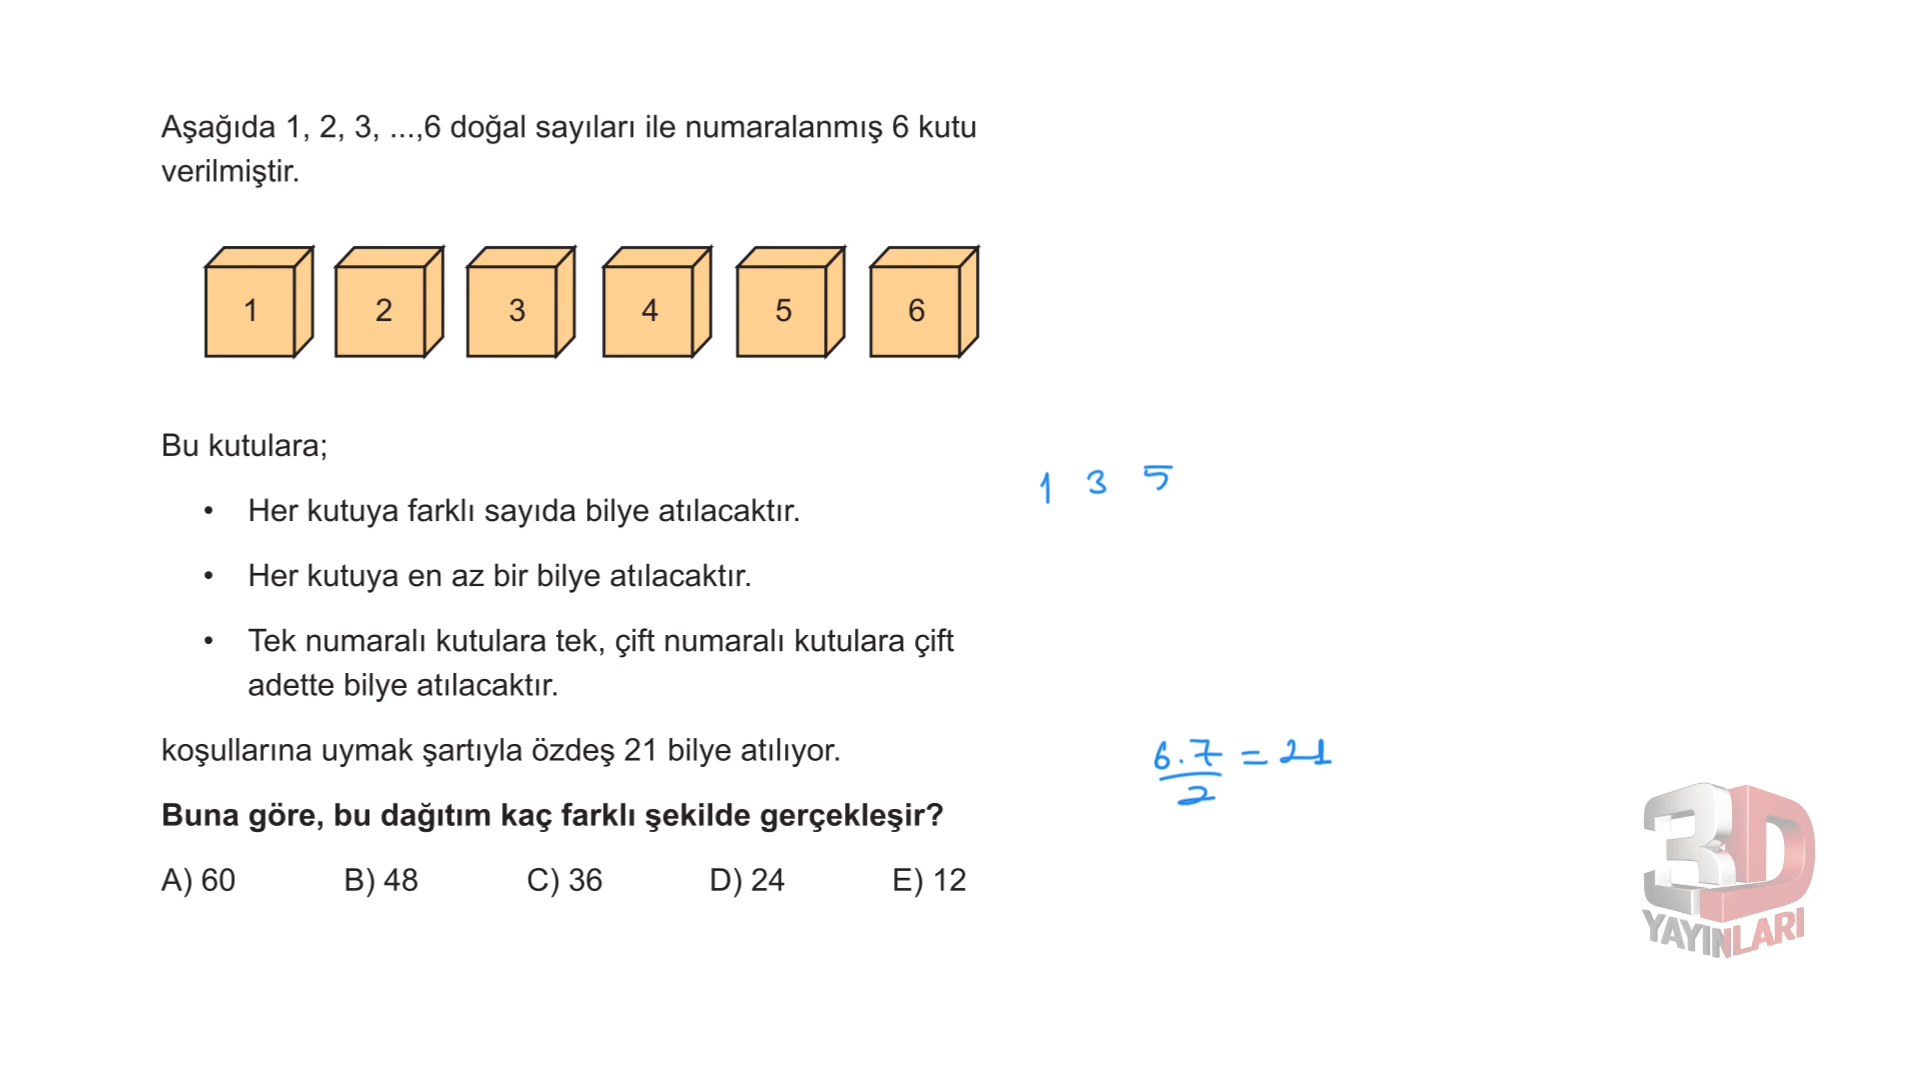 Aşağıda 1, 2, 3, ...,6 doğal sayıları ile numaralanmış 6 kutu
verilmiştir.
1 2 3 4 5 6
Bu kutulara;
1 3 5
• Her kutuya farklı sayıda bilye atılacaktır.
• Her kutuya en az bir bilye atılacaktır.
• Tek numaralı kutulara tek, çift numaralı kutulara çift
adette bilye atılacaktır.
koşullarına uymak şartıyla özdeş 21 bilye atılıyor.
6.7 = 21
2
Buna göre, bu dağıtım kaç farklı şekilde gerçekleşir?
A) 60 B) 48 C) 36 D) 24 E) 12
3D
YAYINLARI